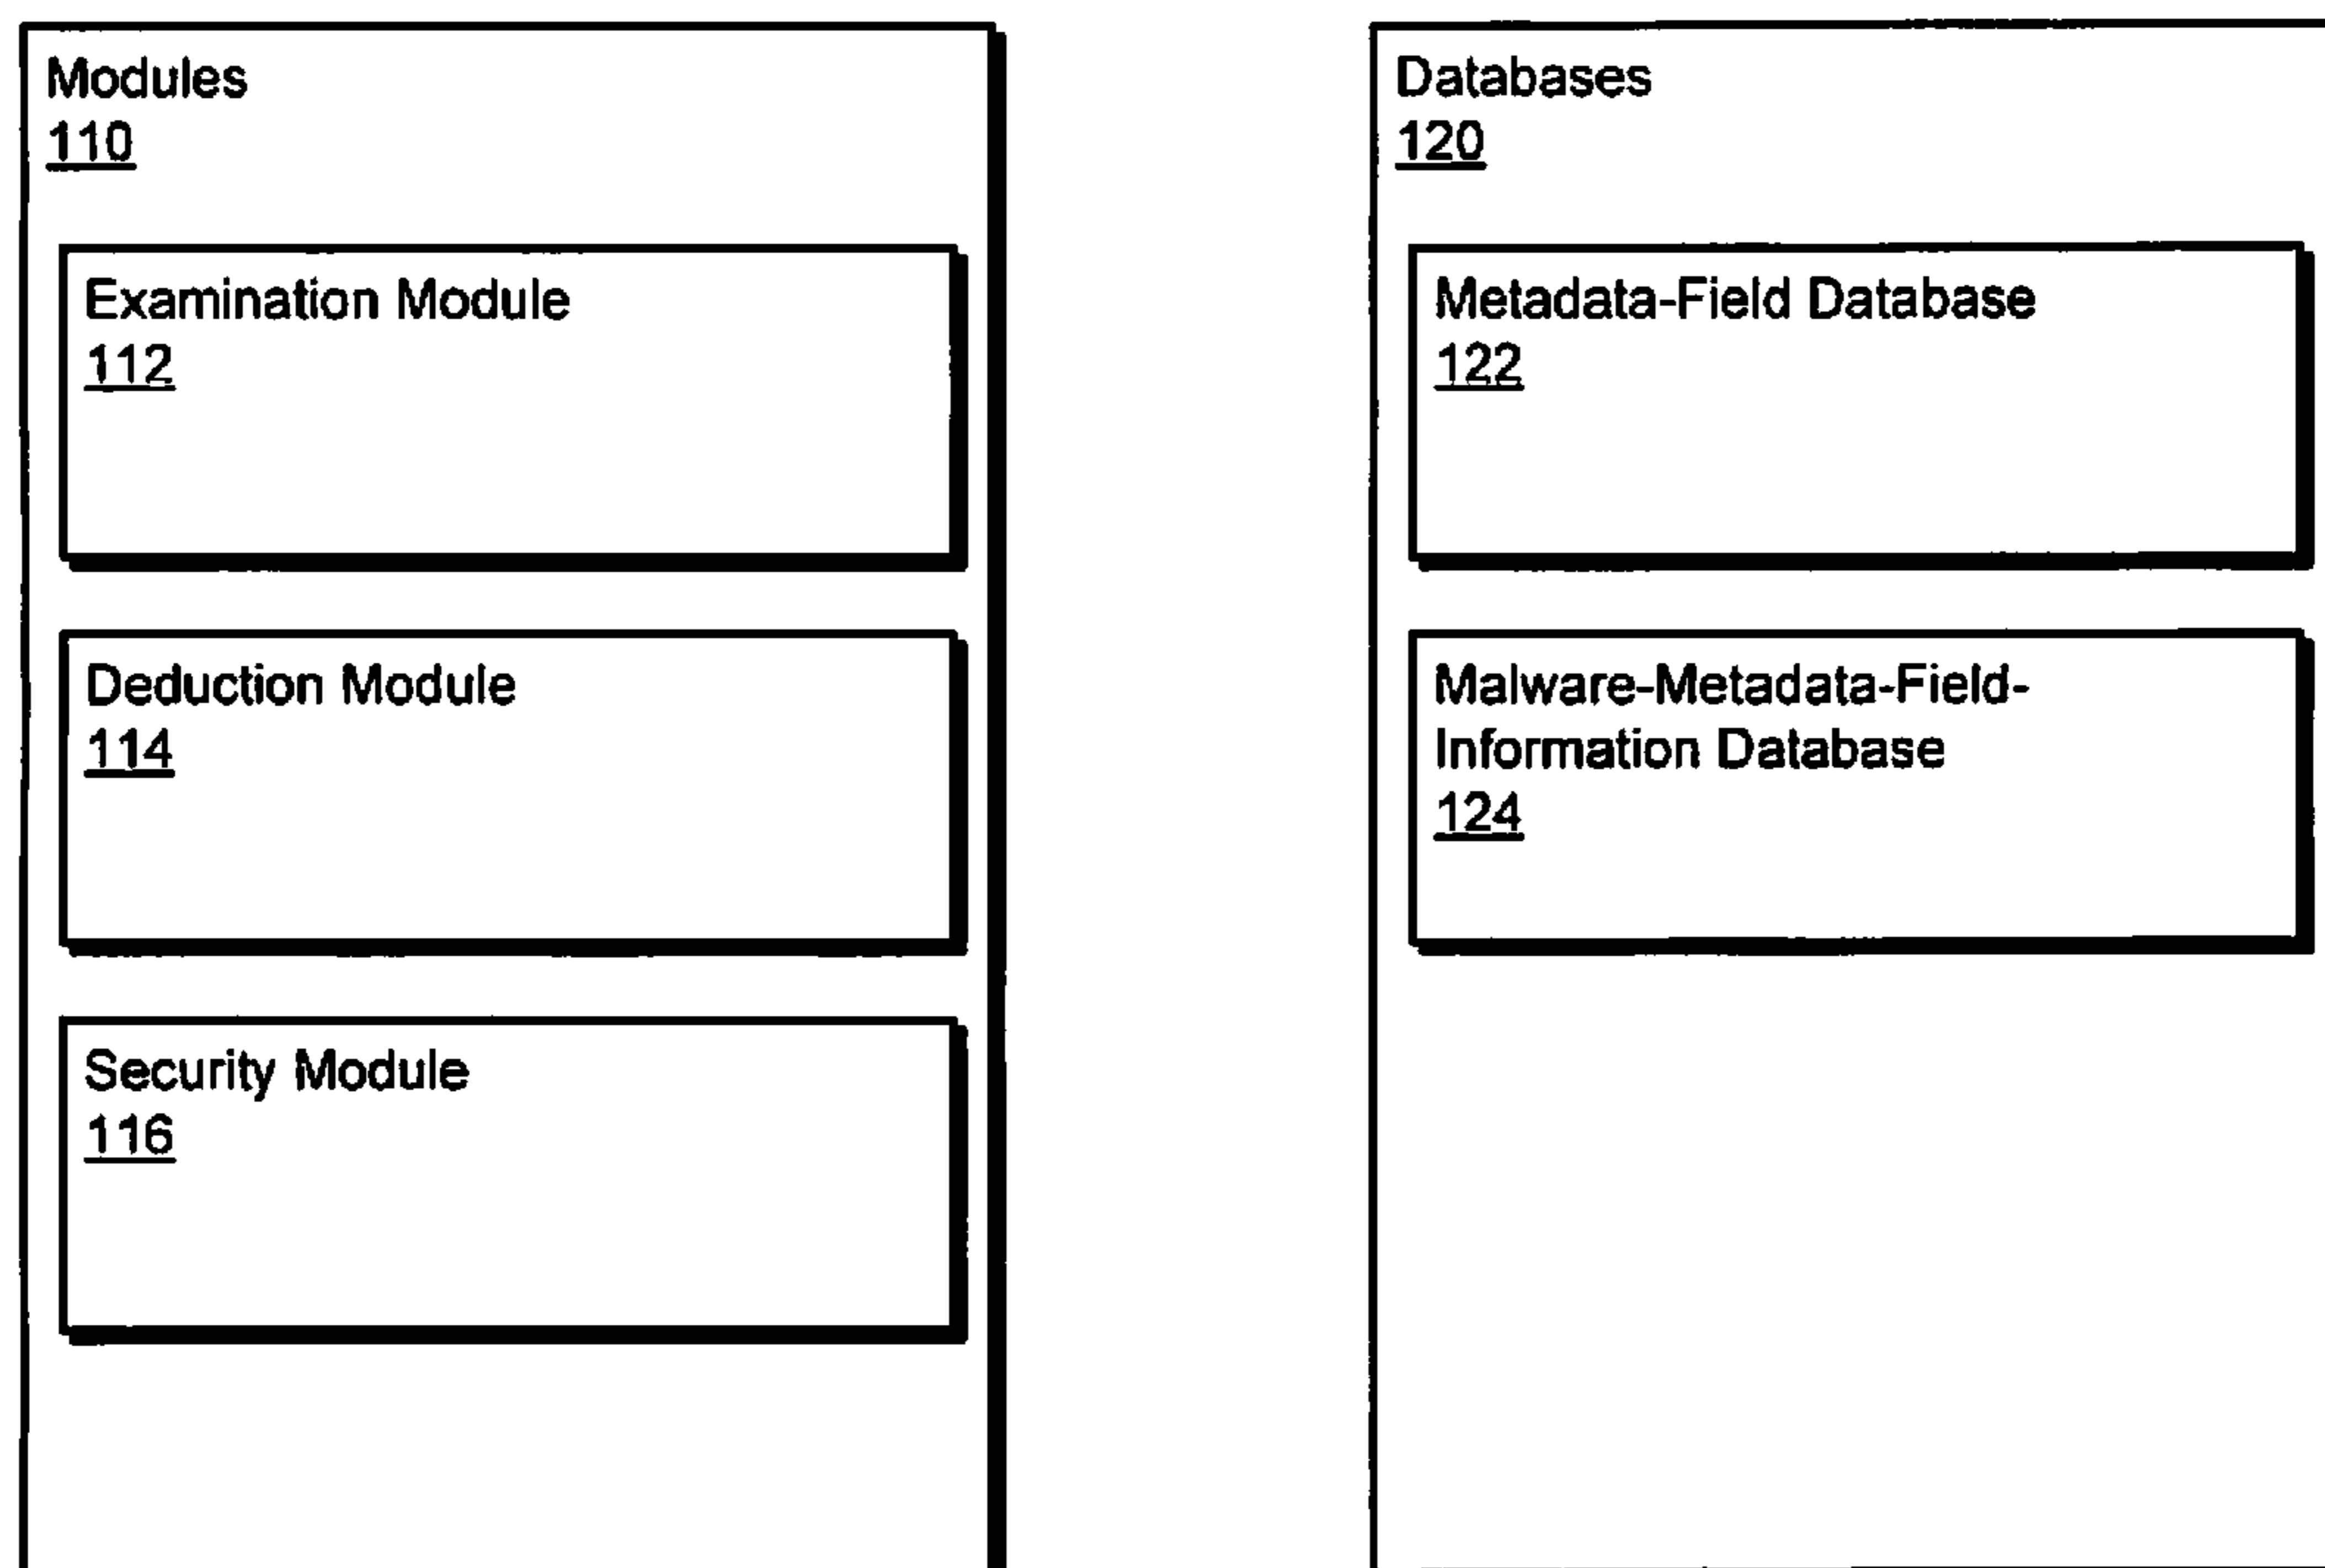 Modules
110
Examination Module
112
Deduction Module
114
Security Module
116
Databases
120
Metadata-Field Database
122
Malware-Metadata-Field-
Information Database
124